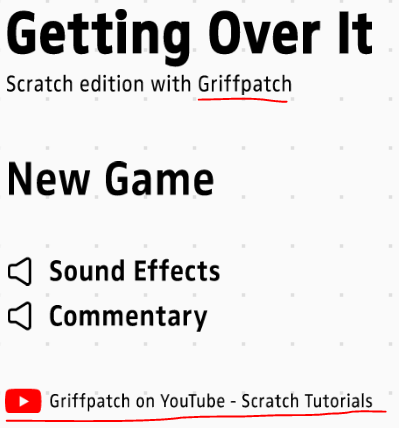 Getting Over It
Scratch edition with Griffpatch
New Game
Sound Effects
Commentary
Griffpatch on YouTube - Scratch Tutorials